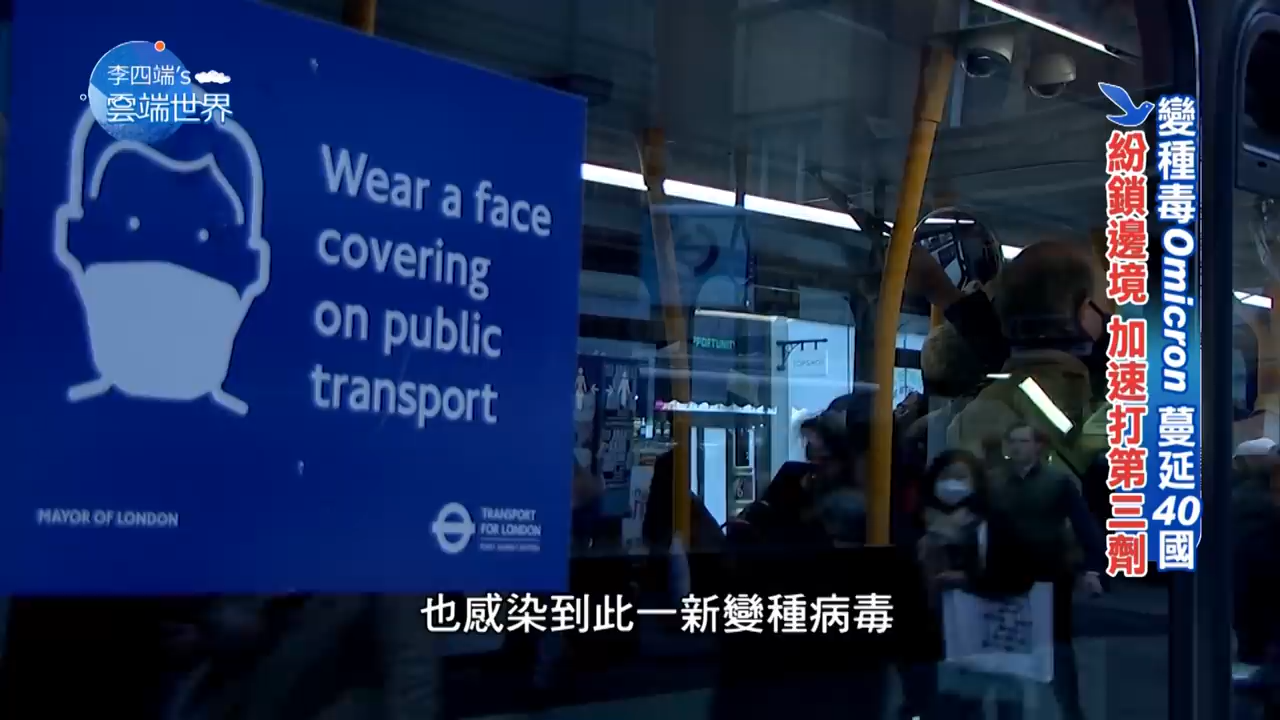 李四端's
雲端世界
Wear a face
covering
on public
transport
MAYOR OF LONDON
TRANSPORT
FOR LONDON
變種毒Omicron 蔓延40國
紛鎖邊境 加速打第三劑
PPORTUNITY
也感染到此一新變種病毒